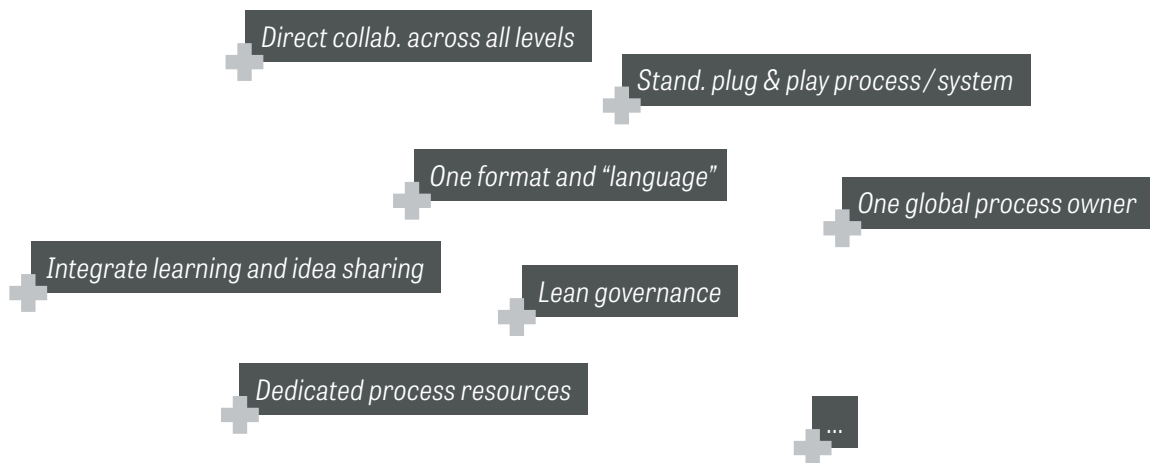 Direct collab. across all levels
Stand. plug & play process / system
One format and “language”
One global process owner
Integrate learning and idea sharing
Lean governance
Dedicated process resources
...